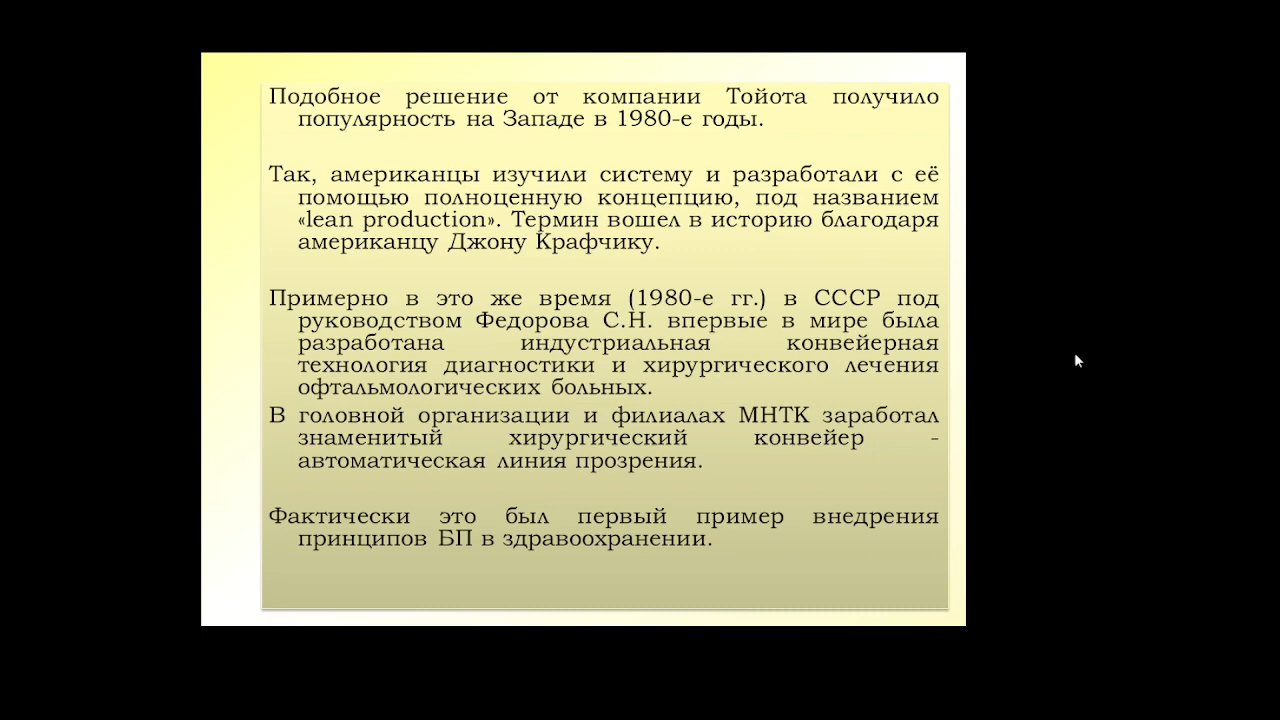 Подобное решение от компании Тойота получило
популярность на Западе в 1980-е годы.
Так, американцы изучили систему и разработали с её
помощью полноценную концепцию, под названием
«lean production». Термин вошел в историю благодаря
американцу Джону Крафчику.
Примерно в это же время (1980-е гг.) в СССР под
руководством Федорова С.Н. впервые в мире была
разработана индустриальная конвейерная
технология диагностики и хирургического лечения
офтальмологических больных.
В головной организации и филиалах МНТК заработал
знаменитый хирургический конвейер -
автоматическая линия прозрения.
Фактически это был первый пример внедрения
принципов БП в здравоохранении.